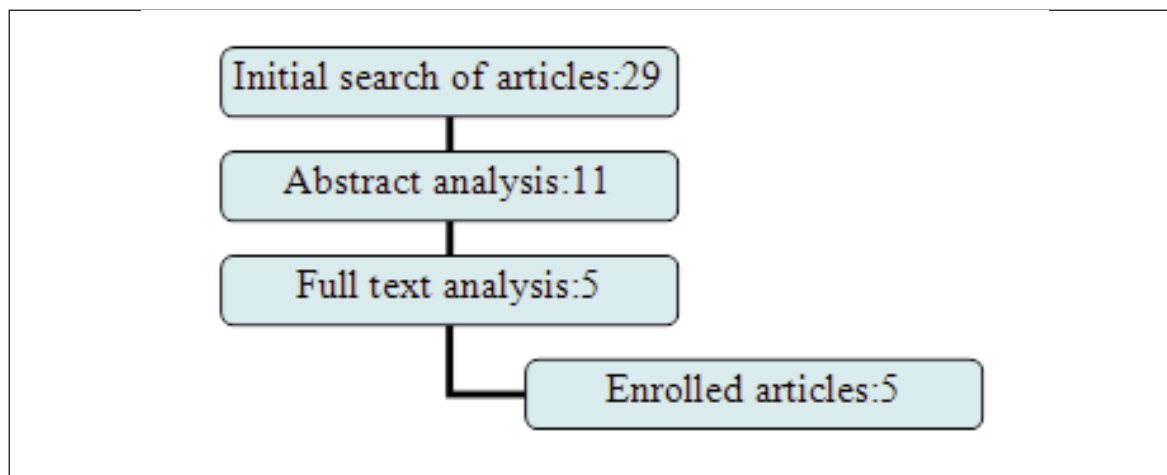 Initial search of articles:29
Abstract analysis:11
Full text analysis:5
Enrolled articles:5